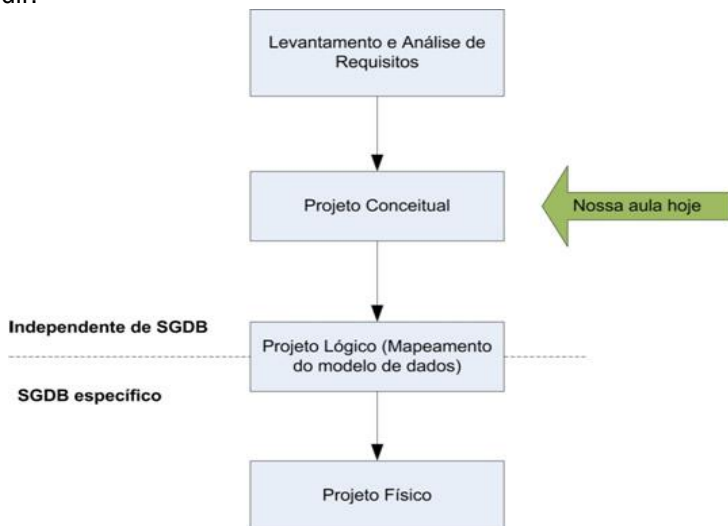 Levantamento e Análise de
Requisitos
Projeto Conceitual
Nossa aula hoje
Independente de SGDB
Projeto Lógico (Mapeamento
do modelo de dados)
SGDB específico
Projeto Físico